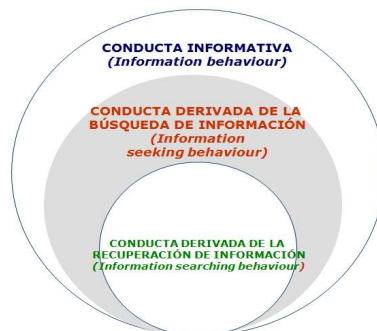 CONDUCTA INFORMATIVA
(Information behaviour)
CONDUCTA DERIVADA DE LA
BÚSQUEDA DE INFORMACIÓN
(Information
seeking behaviour)
CONDUCTA DERIVADA DE LA
RECUPERACIÓN DE INFORMACIÓN
(Information searching behaviour)